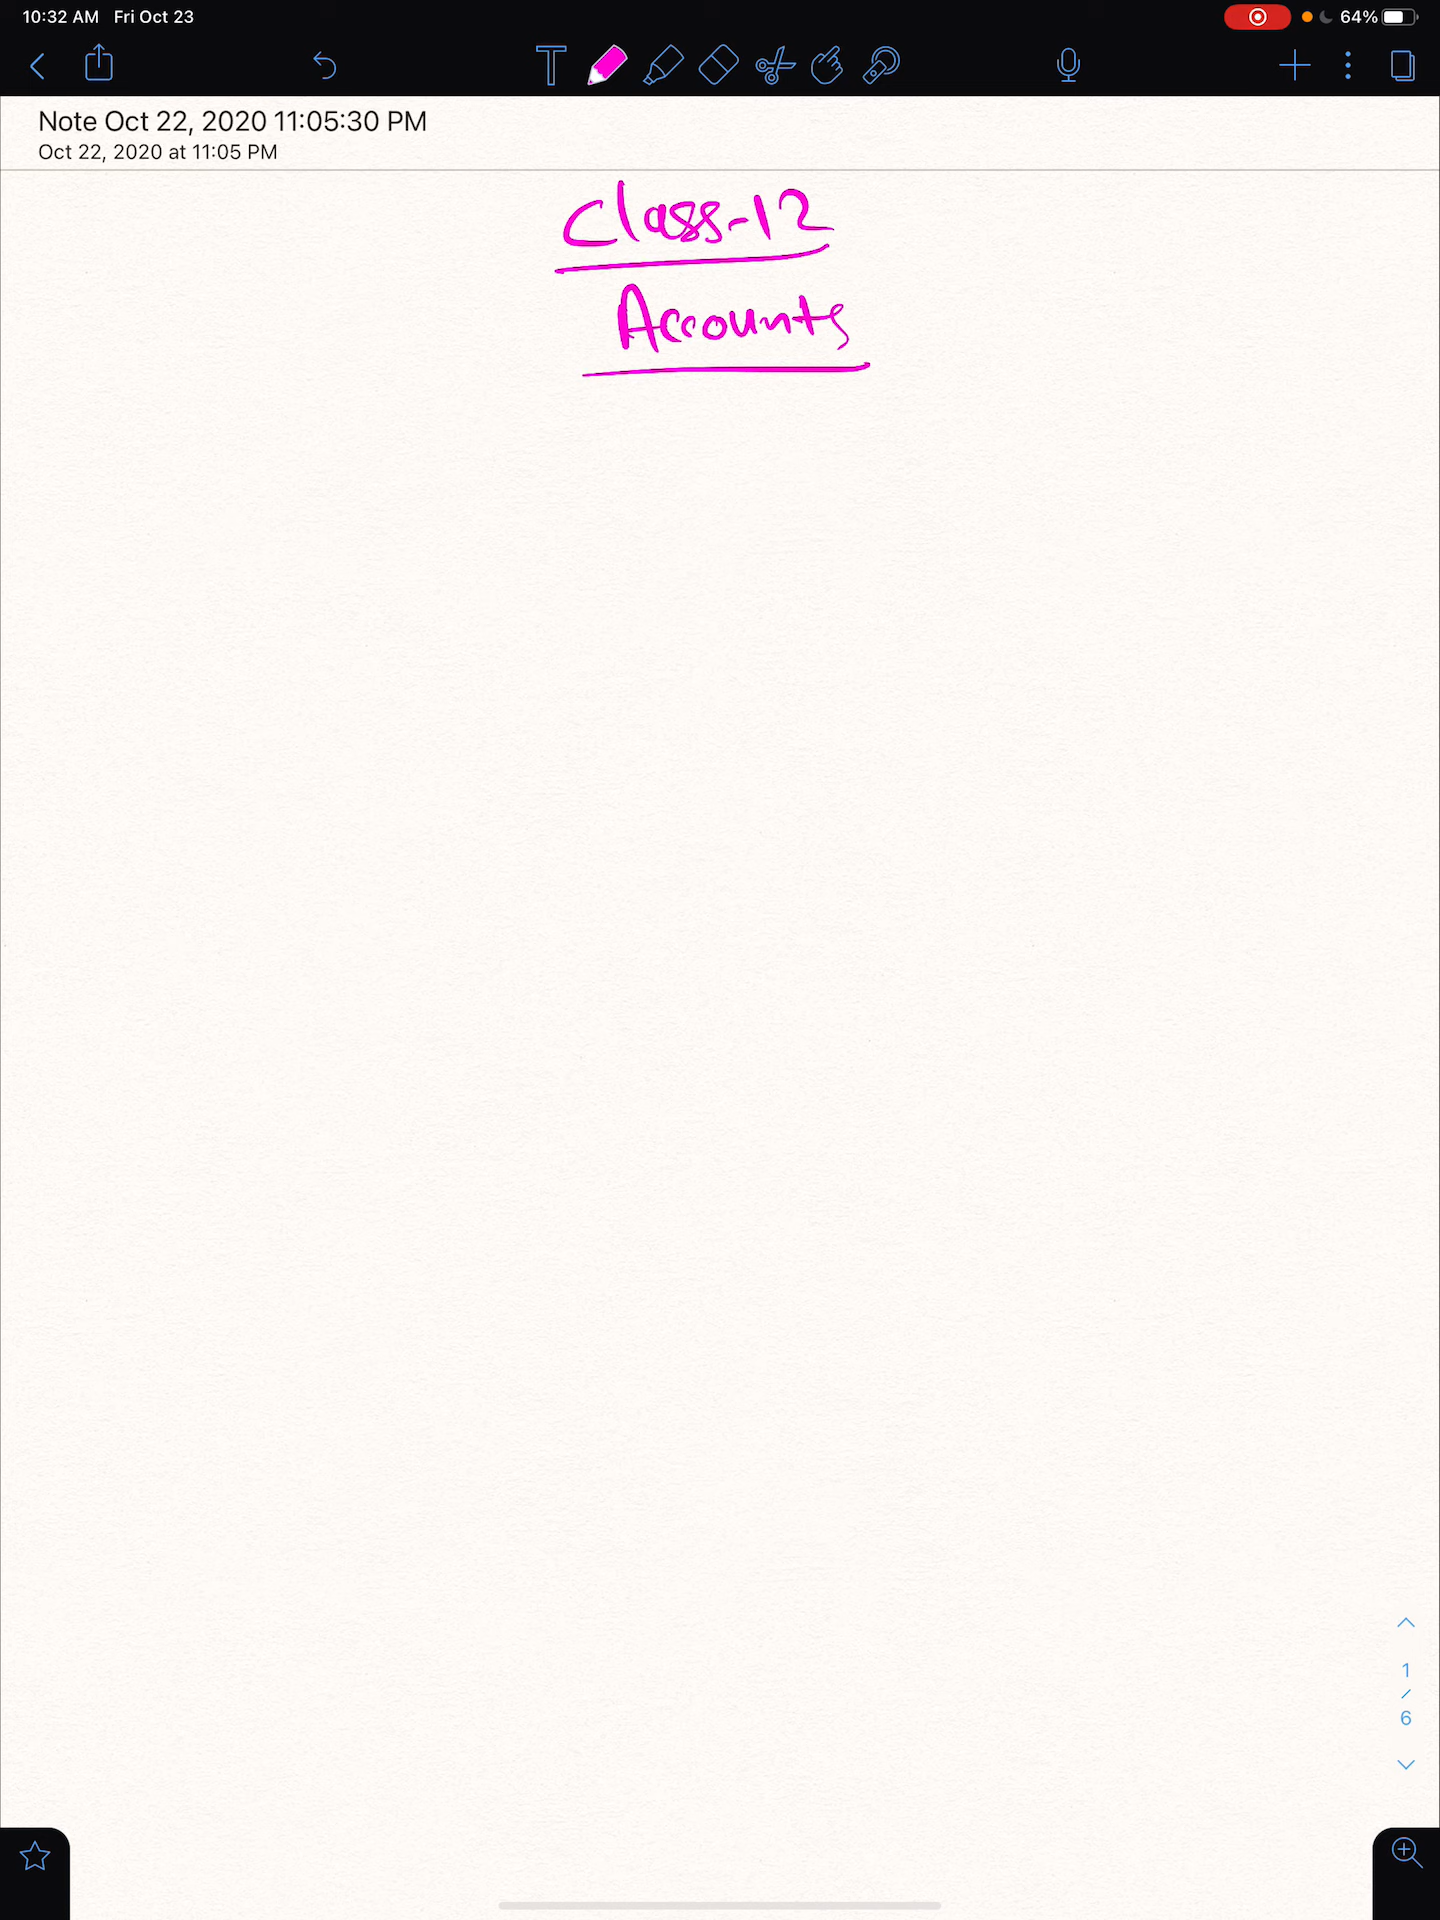 10:32 AM Fri Oct 23
64%
Note Oct 22, 2020 11:05:30 PM
Oct 22, 2020 at 11:05 PM
Class-12
Accounts
1
/
6